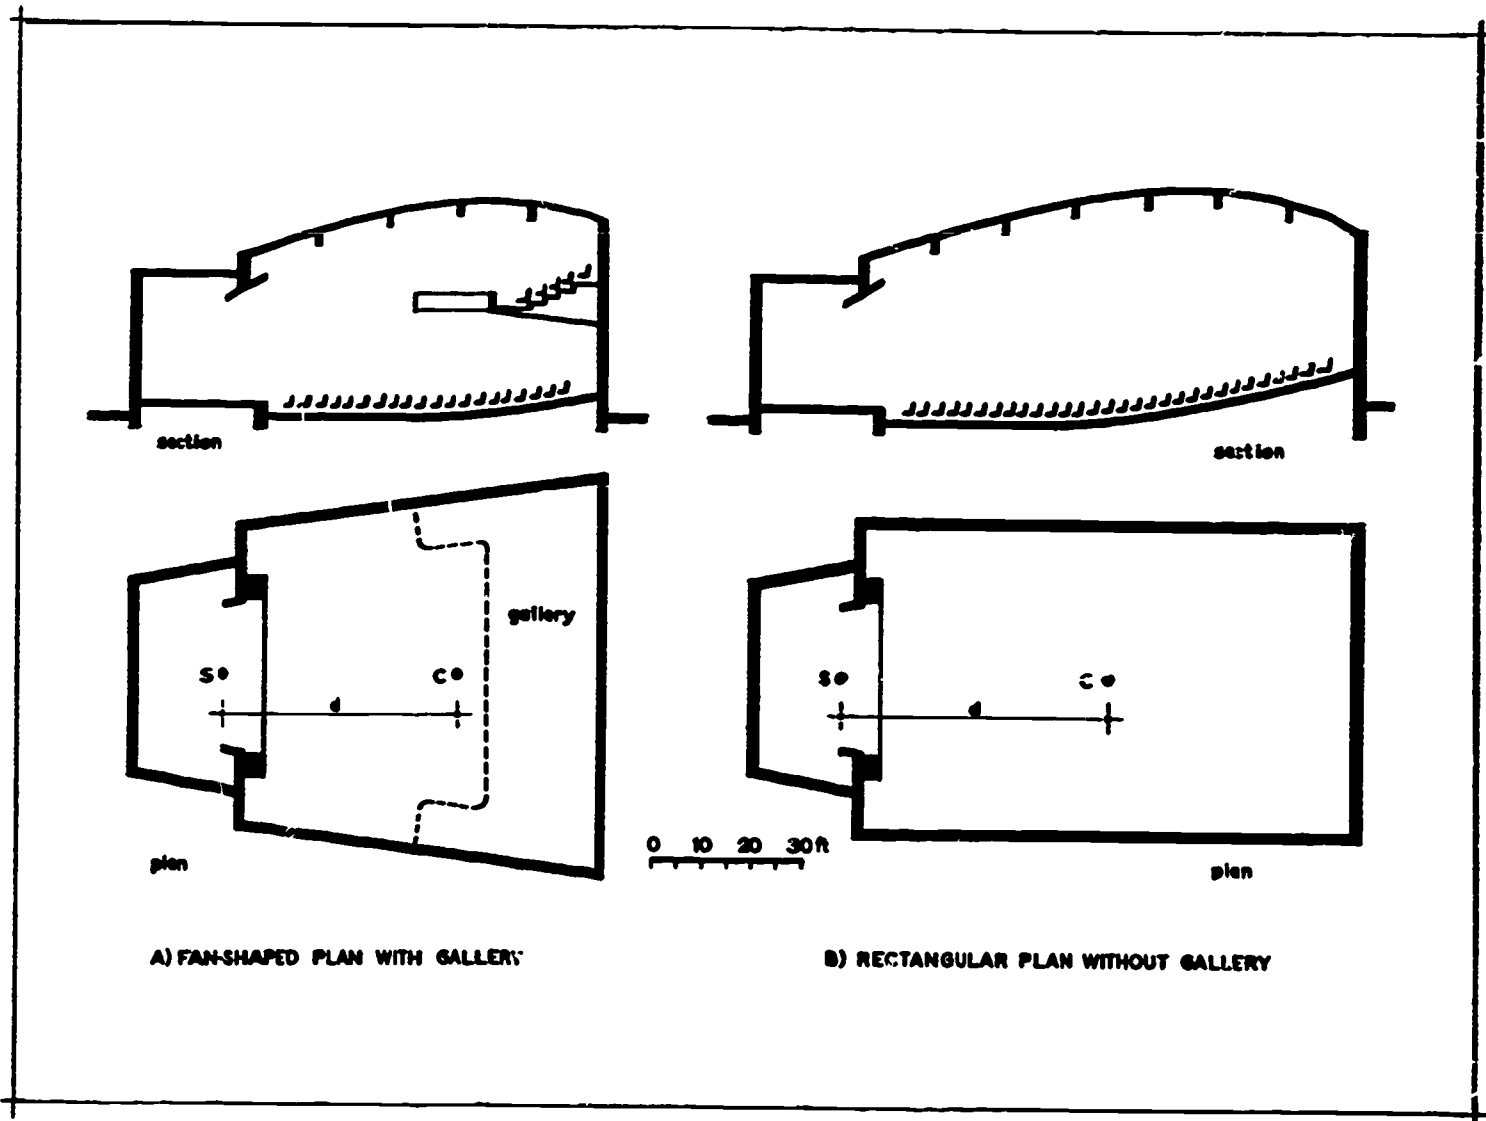 section
section
gallery
S
C
d
S
C
d
0 10 20 30 ft
plan
plan
A) FAN-SHAPED PLAN WITH GALLERY
B) RECTANGULAR PLAN WITHOUT GALLERY